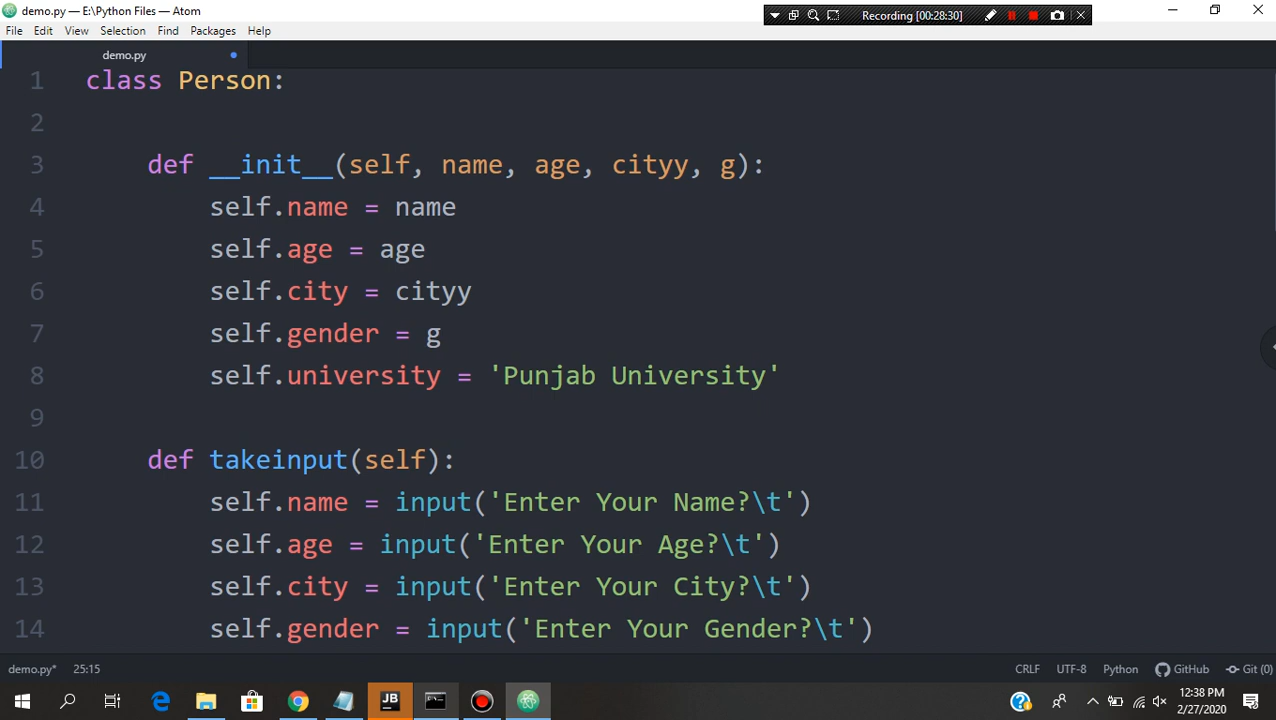 demo.py — E:\Python Files — Atom
Recording [00:28:30]
File Edit View Selection Find Packages Help
demo.py
1 class Person:
2
3 def __init__(self, name, age, cityy, g):
4 self.name = name
5 self.age = age
6 self.city = cityy
7 self.gender = g
8 self.university = 'Punjab University'
9
10 def takeinput(self):
11 self.name = input('Enter Your Name?\t')
12 self.age = input('Enter Your Age?\t')
13 self.city = input('Enter Your City?\t')
14 self.gender = input('Enter Your Gender?\t')
demo.py* 25:15 CRLF UTF-8 Python GitHub Git (0)
JB
12:38 PM
2/27/2020